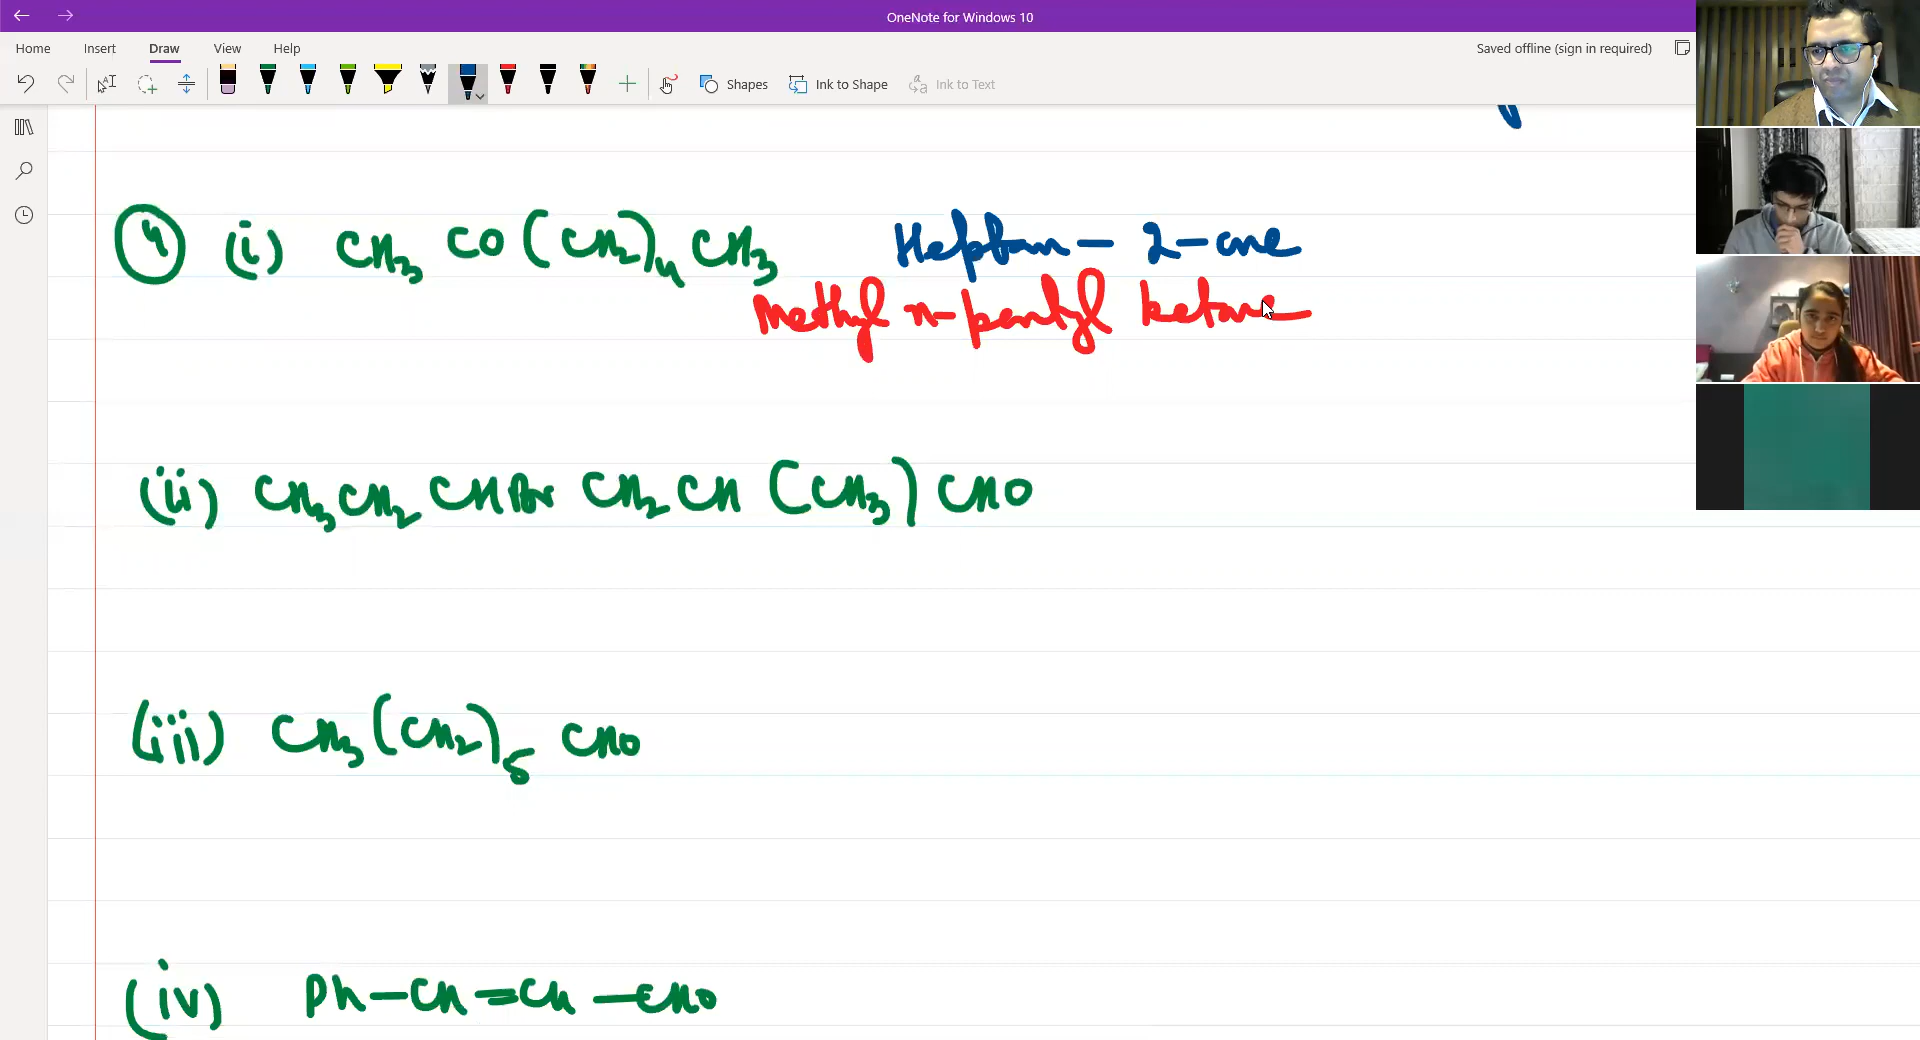 OneNote for Windows 10
Home Insert Draw View Help Saved offline (sign in required)
Shapes Ink to Shape Ink to Text
4 (i) CH3 CO (CH2)4 CH3 Heptan - 2 - one
Methyl n- pentyl ketone
(ii) CH3CH2 CHBr CH2 CH (CH3) CHO
(iii) CH3 (CH2)5 CHO
(iv) Ph - CH = CH - CHO